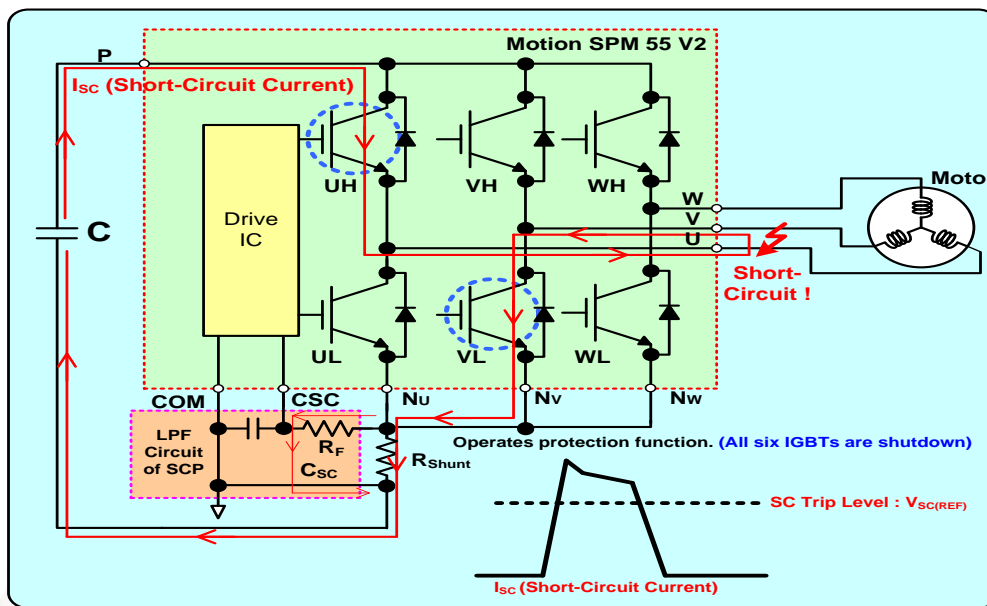 Motion SPM 55 V2
P
ISC (Short-Circuit Current)
UH
VH
WH
Drive
IC
C
W
V
U
Moto
Short-
Circuit !
UL
VL
WL
COM
CSC
NU
NV
NW
LPF
Circuit
of SCP
RF
CSC
RShunt
Operates protection function. (All six IGBTs are shutdown)
SC Trip Level : VSC(REF)
ISC (Short-Circuit Current)